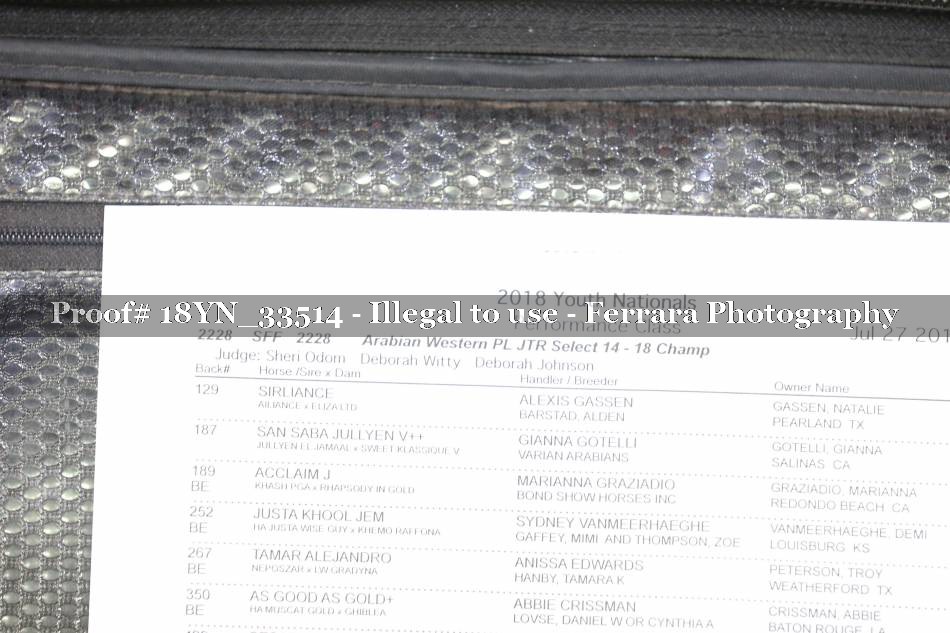 2018 Youth Nationals
Proof# 18YN_33514 - Illegal to use - Ferrara Photography
Performance Class
Jul 27 201
2228 SFF 2228 Arabian Western PL JTR Select 14 - 18 Champ
Judge: Sheri Odom Deborah Witty Deborah Johnson
Back# Horse /Sire x Dam Handler / Breeder Owner Name
129 SIRLIANCE ALEXIS GASSEN GASSEN, NATALIE
AILIANCE x ELIZA LTD BARSTAD, ALDEN PEARLAND TX
187 SAN SABA JULLYEN V++ GIANNA GOTELLI GOTELLI, GIANNA
JULLYEN EL JAMAAL x SWEET KLASSIQUE V VARIAN ARABIANS SALINAS CA
189 ACCLAIM J MARIANNA GRAZIADIO GRAZIADIO, MARIANNA
BE KHASH PGA x RHAPSODY IN GOLD BOND SHOW HORSES INC REDONDO BEACH CA
252 JUSTA KHOOL JEM SYDNEY VANMEERHAEGHE VANMEERHAEGHE, DEMI
BE HA JUSTA WISE GUY x KHEMO RAFFONA GAFFEY, MIMI AND THOMPSON, ZOE LOUISBURG KS
267 TAMAR ALEJANDRO ANISSA EDWARDS PETERSON, TROY
BE NEPOSZAR x LW GRADYNA HANBY, TAMARA K WEATHERFORD TX
350 AS GOOD AS GOLD+ ABBIE CRISSMAN CRISSMAN, ABBIE
BE HA MUSCAT GOLD x GHIBLEA LOVSE, DANIEL W OR CYNTHIA A BATON ROUGE, LA